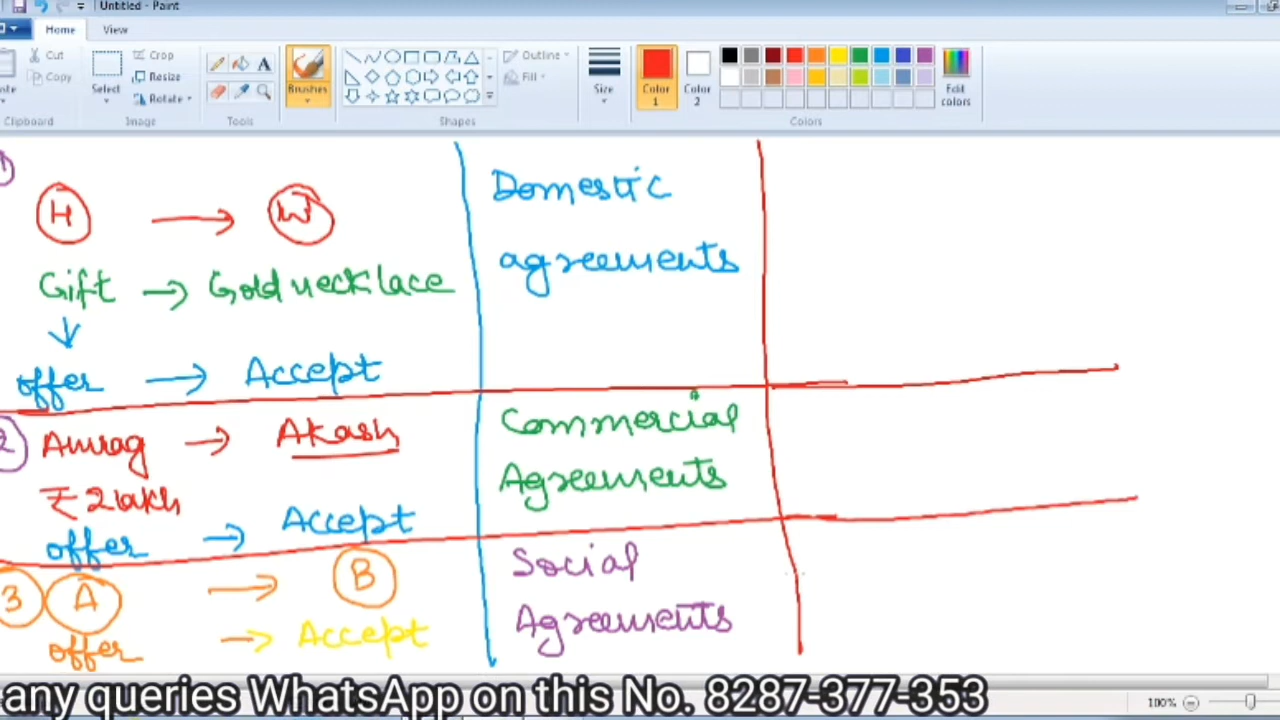 Untitled - Paint
Home View
Cut
Copy
Crop
Resize
Rotate
Select
Brushes
Outline
Fill
Size
Color 1
Color 2
Edit colors
Clipboard Image Tools Shapes Colors
1
H → W
Gift → Gold necklace
offer → Accept
Domestic
agreements
2 Anurag → Akash
₹ 2 lakh
offer → Accept
Commercial
Agreements
3 A → B
offer → Accept
Social
Agreements
any queries WhatsApp on this No. 8287-377-353
100%